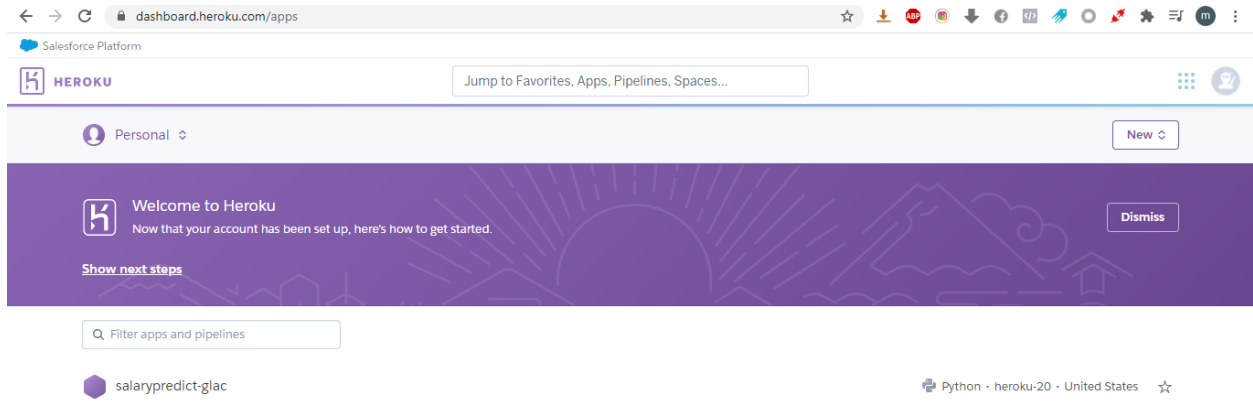 dashboard.heroku.com/apps
ABP
m
Salesforce Platform
HEROKU
Jump to Favorites, Apps, Pipelines, Spaces...
Personal
New
Welcome to Heroku
Now that your account has been set up, here's how to get started.
Dismiss
Show next steps
Filter apps and pipelines
salarypredict-glac
Python · heroku-20 · United States